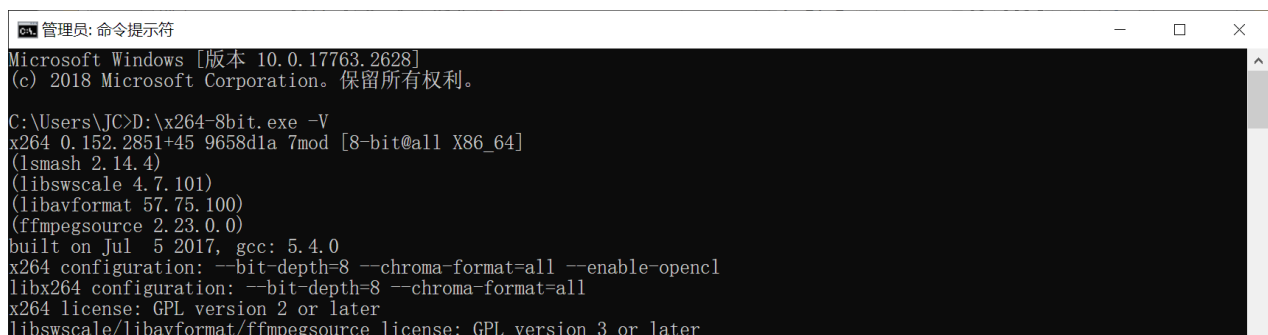 管理员: 命令提示符
Microsoft Windows [版本 10.0.17763.2628]
(c) 2018 Microsoft Corporation。保留所有权利。
C:\Users\JC>D:\x264-8bit.exe -V
x264 0.152.2851+45 9658d1a 7mod [8-bit@all X86_64]
(lsmash 2.14.4)
(libswscale 4.7.101)
(libavformat 57.75.100)
(ffmpegsource 2.23.0.0)
built on Jul  5 2017, gcc: 5.4.0
x264 configuration: --bit-depth=8 --chroma-format=all --enable-opencl
libx264 configuration: --bit-depth=8 --chroma-format=all
x264 license: GPL version 2 or later
libswscale/libavformat/ffmpegsource license: GPL version 3 or later